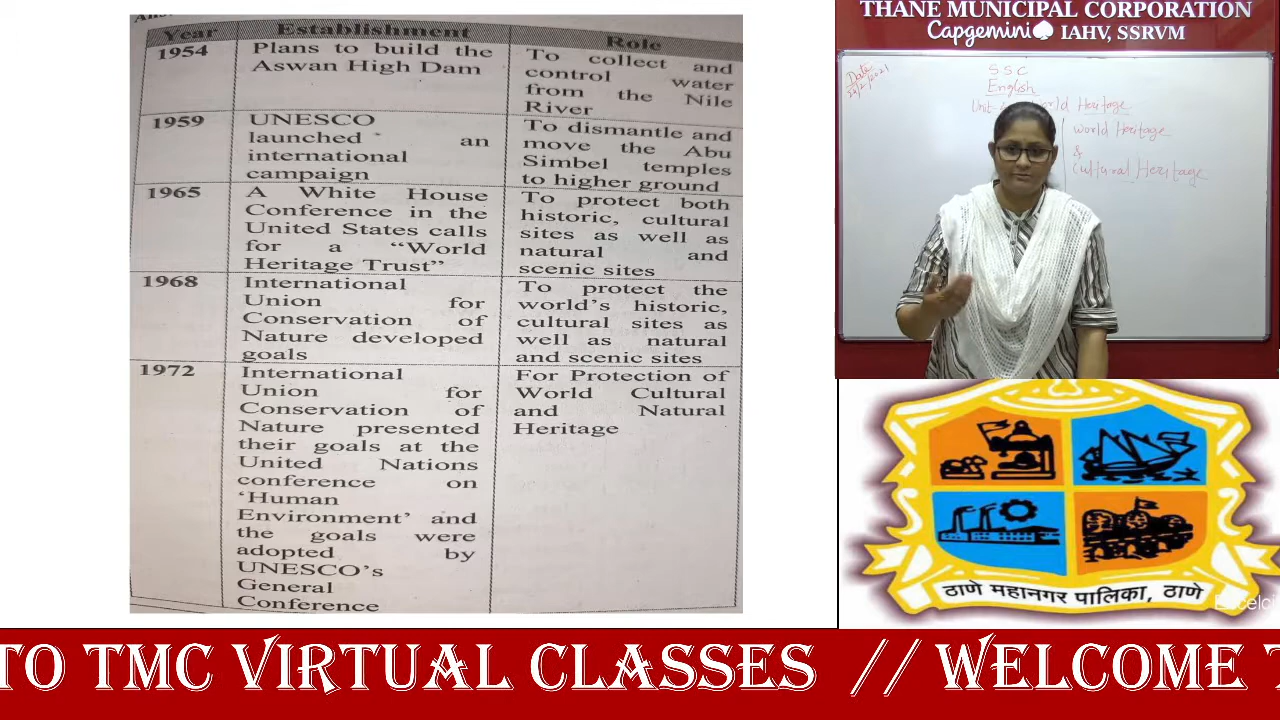 Year Establishment Role
1954
Plans to build the
Aswan High Dam
To collect and
control water
from the Nile
River
1959
UNESCO
launched an
international
campaign
To dismantle and
move the Abu
Simbel temples
to higher ground
1965
A White House
Conference in the
United States calls
for a “World
Heritage Trust”
To protect both
historic, cultural
sites as well as
natural and
scenic sites
1968
International
Union for
Conservation of
Nature developed
goals
To protect the
world’s historic,
cultural sites as
well as natural
and scenic sites
1972
International
Union for
Conservation of
Nature presented
their goals at the
United Nations
conference on
‘Human
Environment’ and
the goals were
adopted by
UNESCO’s
General
Conference
For Protection of
World Cultural
and Natural
Heritage
THANE MUNICIPAL CORPORATION
Capgemini IAHV, SSRVM
Date
SSC
English
Unit Heritage
World Heritage
&
Cultural Heritage
ठाणे महानगर पालिका, ठाणे
TO TMC VIRTUAL CLASSES // WELCOME